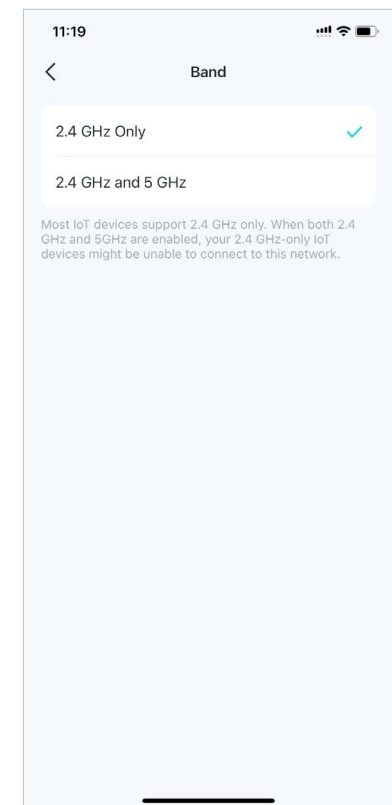 11:19
Band
2.4 GHz Only
2.4 GHz and 5 GHz
Most IoT devices support 2.4 GHz only. When both 2.4
GHz and 5GHz are enabled, your 2.4 GHz-only IoT
devices might be unable to connect to this network.